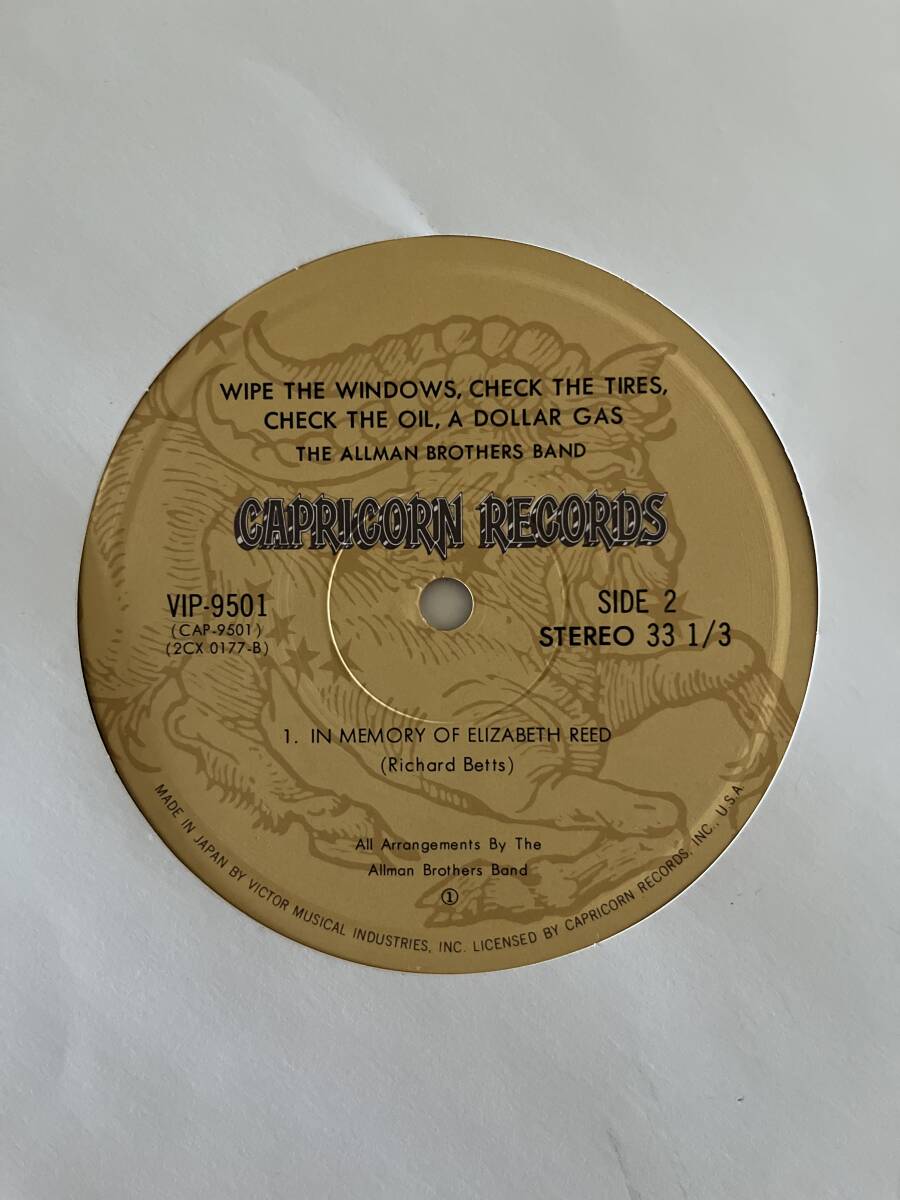 WIPE THE WINDOWS, CHECK THE TIRES,
CHECK THE OIL, A DOLLAR GAS
THE ALLMAN BROTHERS BAND
CAPRICORN RECORDS
VIP-9501
(CAP-9501)
(2CX 0177-B)
SIDE 2
STEREO 33 1/3
1. IN MEMORY OF ELIZABETH REED
(Richard Betts)
All Arrangements By The
Allman Brothers Band
①
MADE IN JAPAN BY VICTOR MUSICAL INDUSTRIES, INC. LICENSED BY CAPRICORN RECORDS, INC., U.S.A.